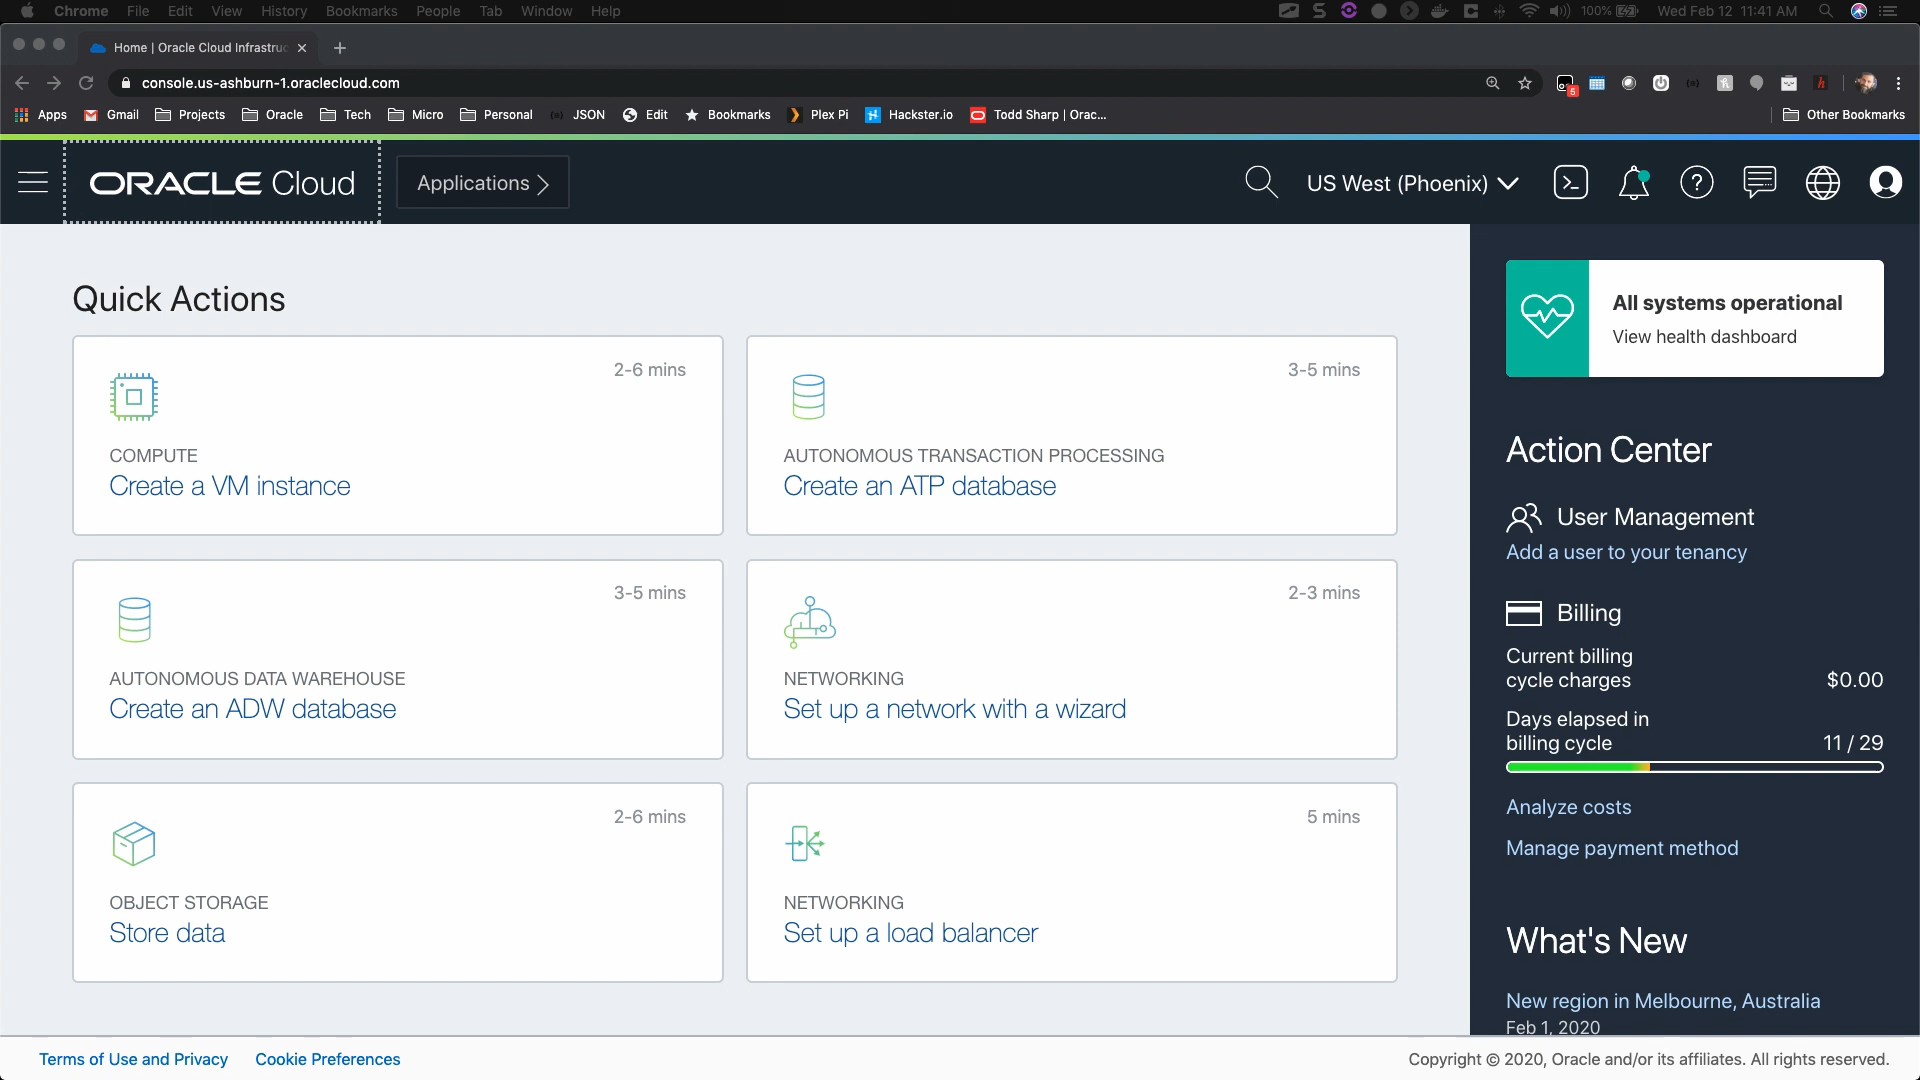 Chrome File Edit View History Bookmarks People Tab Window Help
100%
Wed Feb 12 11:41 AM
Home | Oracle Cloud Infrastruc
console.us-ashburn-1.oraclecloud.com
5
Apps Gmail Projects Oracle Tech Micro Personal JSON Edit Bookmarks Plex Pi Hackster.io Todd Sharp | Orac...
Other Bookmarks
ORACLE Cloud
Applications
US West (Phoenix)
Quick Actions
2-6 mins
COMPUTE
Create a VM instance
3-5 mins
AUTONOMOUS TRANSACTION PROCESSING
Create an ATP database
3-5 mins
AUTONOMOUS DATA WAREHOUSE
Create an ADW database
2-3 mins
NETWORKING
Set up a network with a wizard
2-6 mins
OBJECT STORAGE
Store data
5 mins
NETWORKING
Set up a load balancer
All systems operational
View health dashboard
Action Center
User Management
Add a user to your tenancy
Billing
Current billing
cycle charges
$0.00
Days elapsed in
billing cycle
11 / 29
Analyze costs
Manage payment method
What's New
New region in Melbourne, Australia
Feb 1, 2020
Terms of Use and Privacy
Cookie Preferences
Copyright © 2020, Oracle and/or its affiliates. All rights reserved.